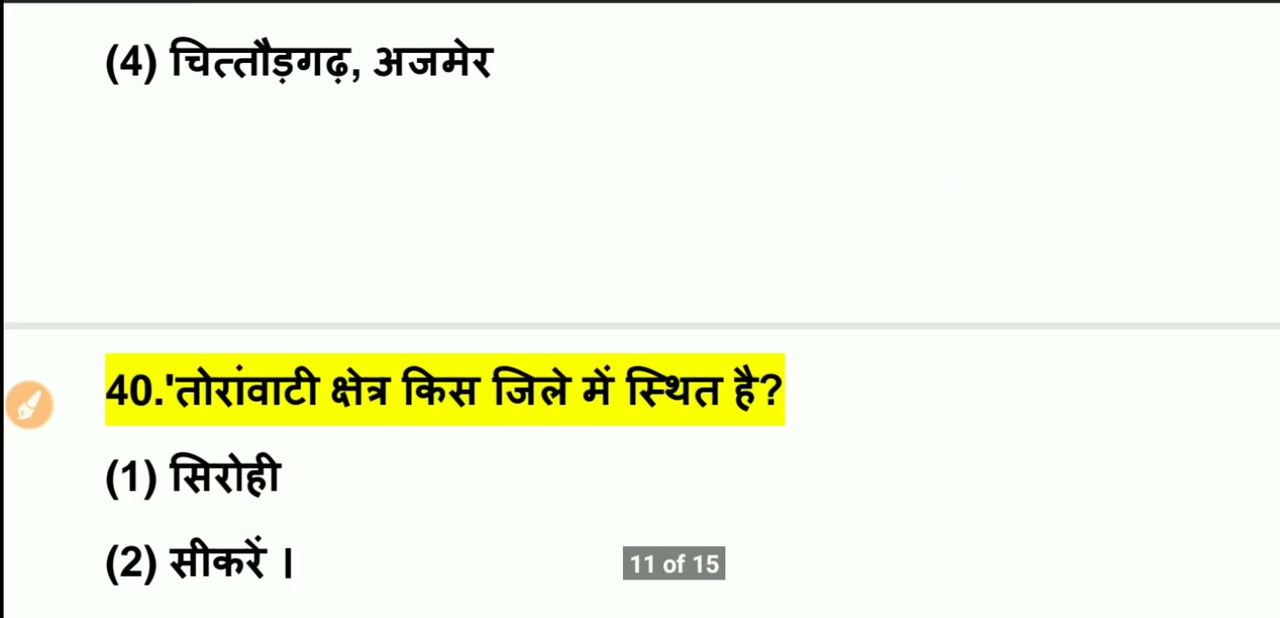 (4) चित्तौड़गढ़, अजमेर
40.'तोरांवाटी क्षेत्र किस जिले में स्थित है?
(1) सिरोही
(2) सीकरें ।
11 of 15